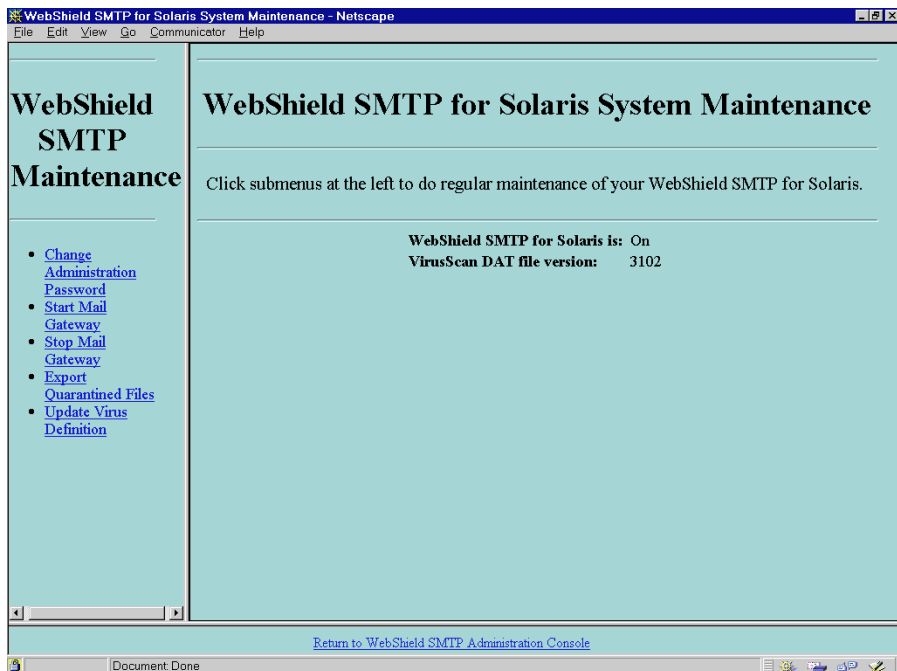 WebShield SMTP for Solaris System Maintenance - Netscape
File Edit View Go Communicator Help
WebShield
SMTP
Maintenance
Change
Administration
Password
Start Mail
Gateway
Stop Mail
Gateway
Export
Quarantined Files
Update Virus
Definition
WebShield SMTP for Solaris System Maintenance
Click submenus at the left to do regular maintenance of your WebShield SMTP for Solaris.
WebShield SMTP for Solaris is: On
VirusScan DAT file version: 3102
Return to WebShield SMTP Administration Console
Document: Done